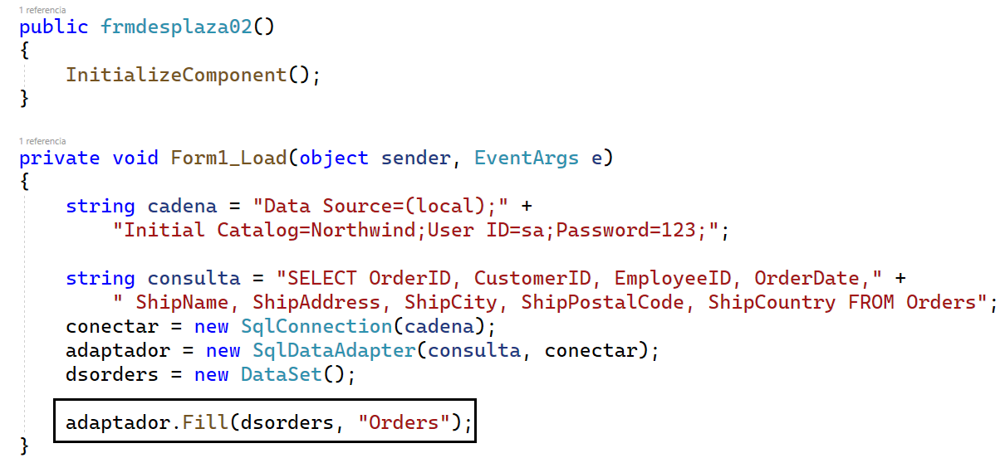 1 referencia
public frmdesplaza02()
{
InitializeComponent();
}
1 referencia
private void Form1_Load(object sender, EventArgs e)
{
string cadena = "Data Source=(local);" +
"Initial Catalog=Northwind;User ID=sa;Password=123;";
string consulta = "SELECT OrderID, CustomerID, EmployeeID, OrderDate," +
" ShipName, ShipAddress, ShipCity, ShipPostalCode, ShipCountry FROM Orders";
conectar = new SqlConnection(cadena);
adaptador = new SqlDataAdapter(consulta, conectar);
dsorders = new DataSet();
adaptador.Fill(dsorders, "Orders");
}